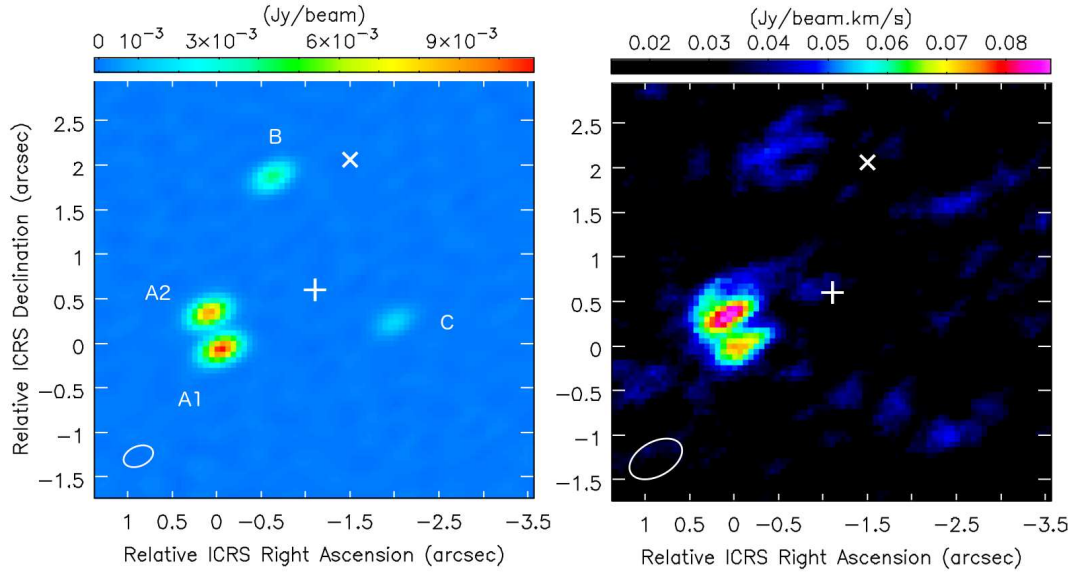 (Jy/beam)
0 10⁻³ 3×10⁻³ 6×10⁻³ 9×10⁻³
Relative ICRS Declination (arcsec)
2.5
2
1.5
1
0.5
0
−0.5
−1
−1.5
B
A2
C
A1
1 0.5 0 −0.5 −1.5 −2.5 −3.5
Relative ICRS Right Ascension (arcsec)
(Jy/beam.km/s)
0.02 0.03 0.04 0.05 0.06 0.07 0.08
2.5
2
1.5
1
0.5
0
−0.5
−1
−1.5
1 0.5 0 −0.5 −1.5 −2.5 −3.5
Relative ICRS Right Ascension (arcsec)